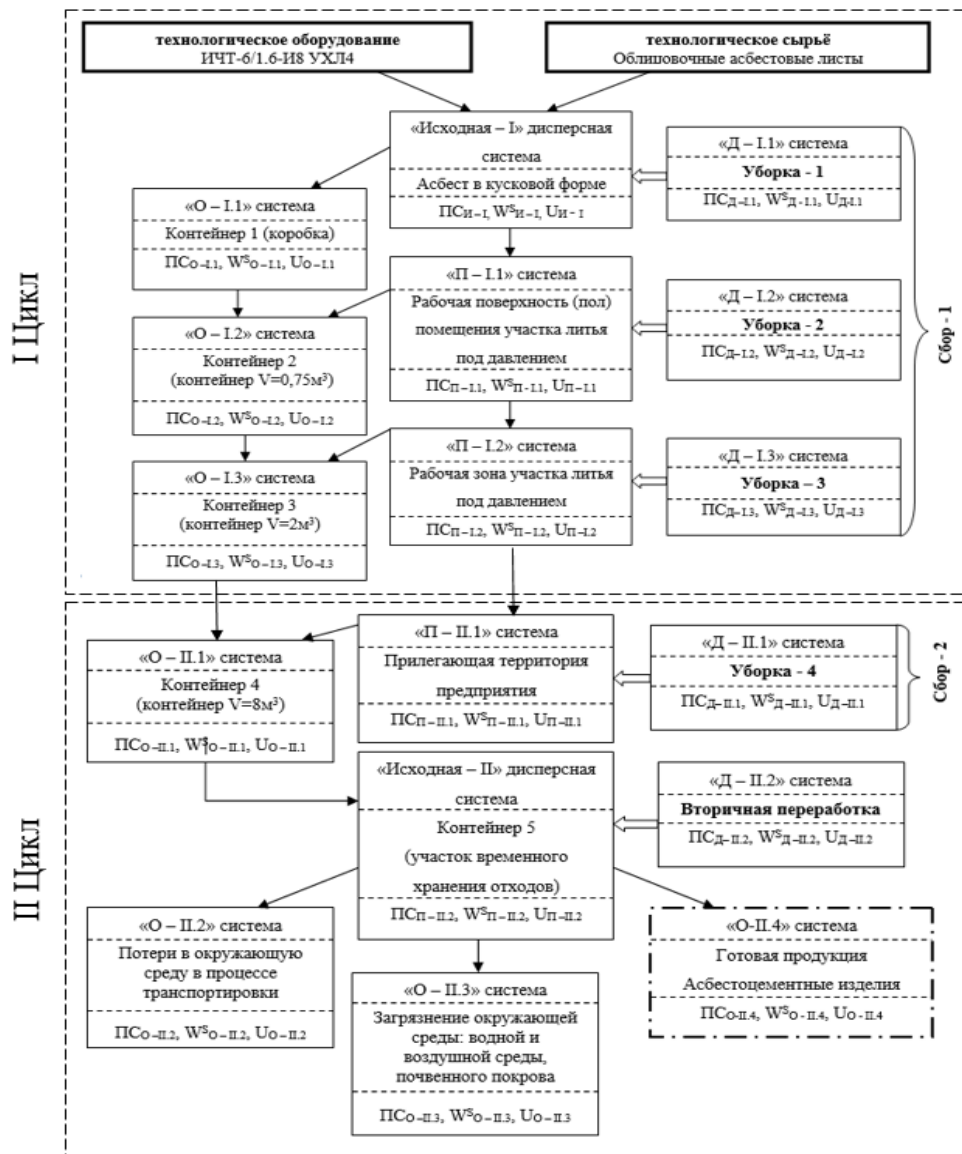 I Цикл
технологическое оборудование
ИЧТ-6/1.6-И8 УХЛ4
технологическое сырьё
Облицовочные асбестовые листы
«Исходная – I» дисперсная
система
Асбест в кусковой форме
ПСИ–I, WSИ–I, UИ - I
«Д – I.1» система
Уборка - 1
ПСД–I.1, WSД - I.1, UД-I.1
«О – I.1» система
Контейнер 1 (коробка)
ПСО–I.1, WSО–I.1, UО–I.1
«П – I.1» система
Рабочая поверхность (пол)
помещения участка литья
под давлением
ПСП–I.1, WSП - I.1, UП–I.1
«Д – I.2» система
Уборка - 2
ПСД–I.2, WSД–I.2, UД–I.2
Сбор - 1
«О – I.2» система
Контейнер 2
(контейнер V=0,75м³)
ПСО–I.2, WSО–I.2, UО–I.2
«П – I.2» система
Рабочая зона участка литья
под давлением
ПСП–I.2, WSП–I.2, UП–I.2
«Д – I.3» система
Уборка – 3
ПСД–I.3, WSД–I.3, UД–I.3
«О – I.3» система
Контейнер 3
(контейнер V=2м³)
ПСО–I.3, WSО–I.3, UО–I.3
II Цикл
«П – II.1» система
Прилегающая территория
предприятия
ПСП–II.1, WSП–II.1, UП–II.1
«Д – II.1» система
Уборка - 4
ПСД–II.1, WSД–II.1, UД–II.1
Сбор - 2
«О – II.1» система
Контейнер 4
(контейнер V=8м³)
ПСО–II.1, WSО–II.1, UО–II.1
«Исходная – II» дисперсная
система
Контейнер 5
(участок временного
хранения отходов)
ПСП–II.2, WSП–II.2, UП–II.2
«Д – II.2» система
Вторичная переработка
ПСД–II.2, WSД–II.2, UД–II.2
«О – II.2» система
Потери в окружающую
среду в процессе
транспортировки
ПСО–II.2, WSО–II.2, UО–II.2
«О – II.3» система
Загрязнение окружающей
среды: водной и
воздушной среды,
почвенного покрова
ПСО–II.3, WSО–II.3, UО–II.3
«О-II.4» система
Готовая продукция
Асбестоцементные изделия
ПСО-II.4, WSО - II.4, UО - II.4